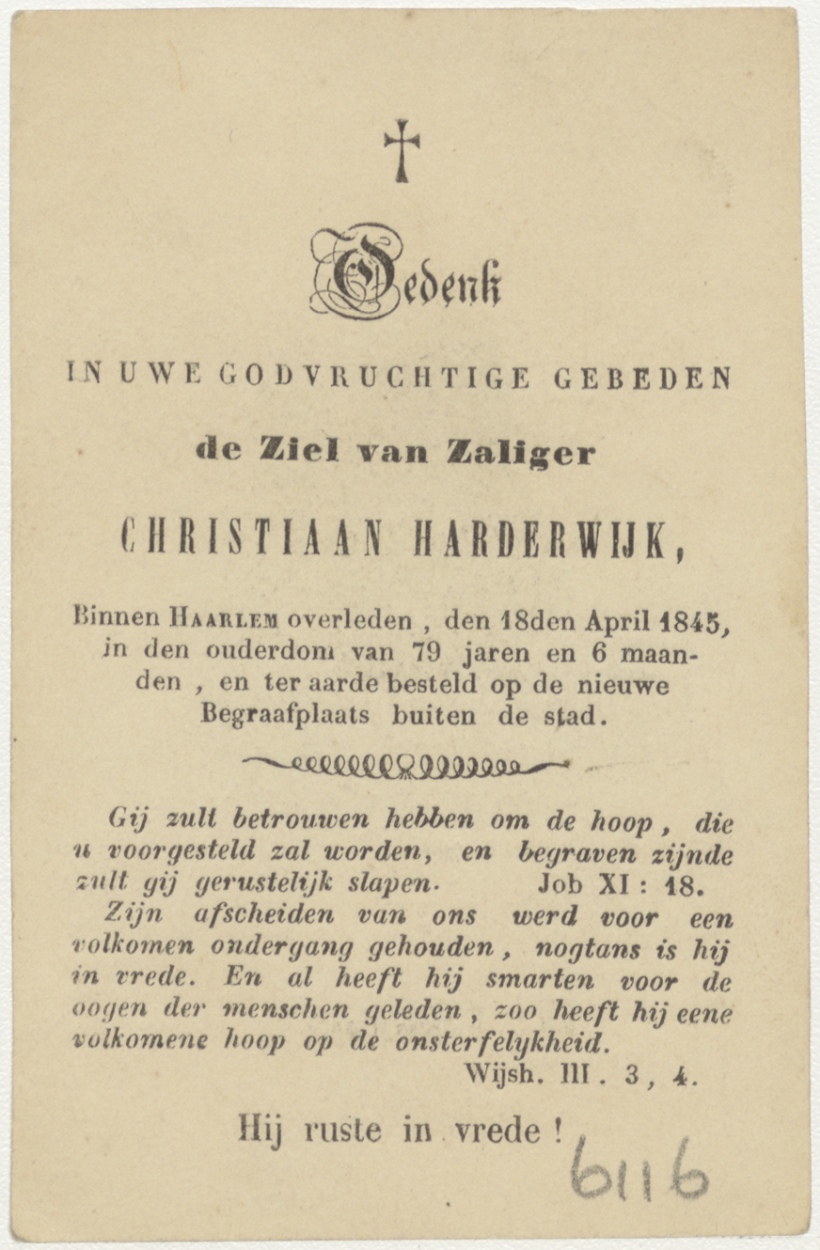 Gedenk
IN UWE GODVRUCHTIGE GEBEDEN
de Ziel van Zaliger
CHRISTIAAN HARDERWIJK,
Binnen HAARLEM overleden, den 18den April 1845,
in den ouderdom van 79 jaren en 6 maan-
den, en ter aarde besteld op de nieuwe
Begraafplaats buiten de stad.
Gij zult betrouwen hebben om de hoop, die
u voorgesteld zal worden, en begraven zijnde
zult gij gerustelijk slapen. Job XI: 18.
Zijn afscheiden van ons werd voor een
volkomen ondergang gehouden, nogtans is hij
in vrede. En al heeft hij smarten voor de
oogen der menschen geleden, zoo heeft hij eene
volkomene hoop op de onsterfelykheid.
Wijsh. III. 3, 4.
Hij ruste in vrede!
6116